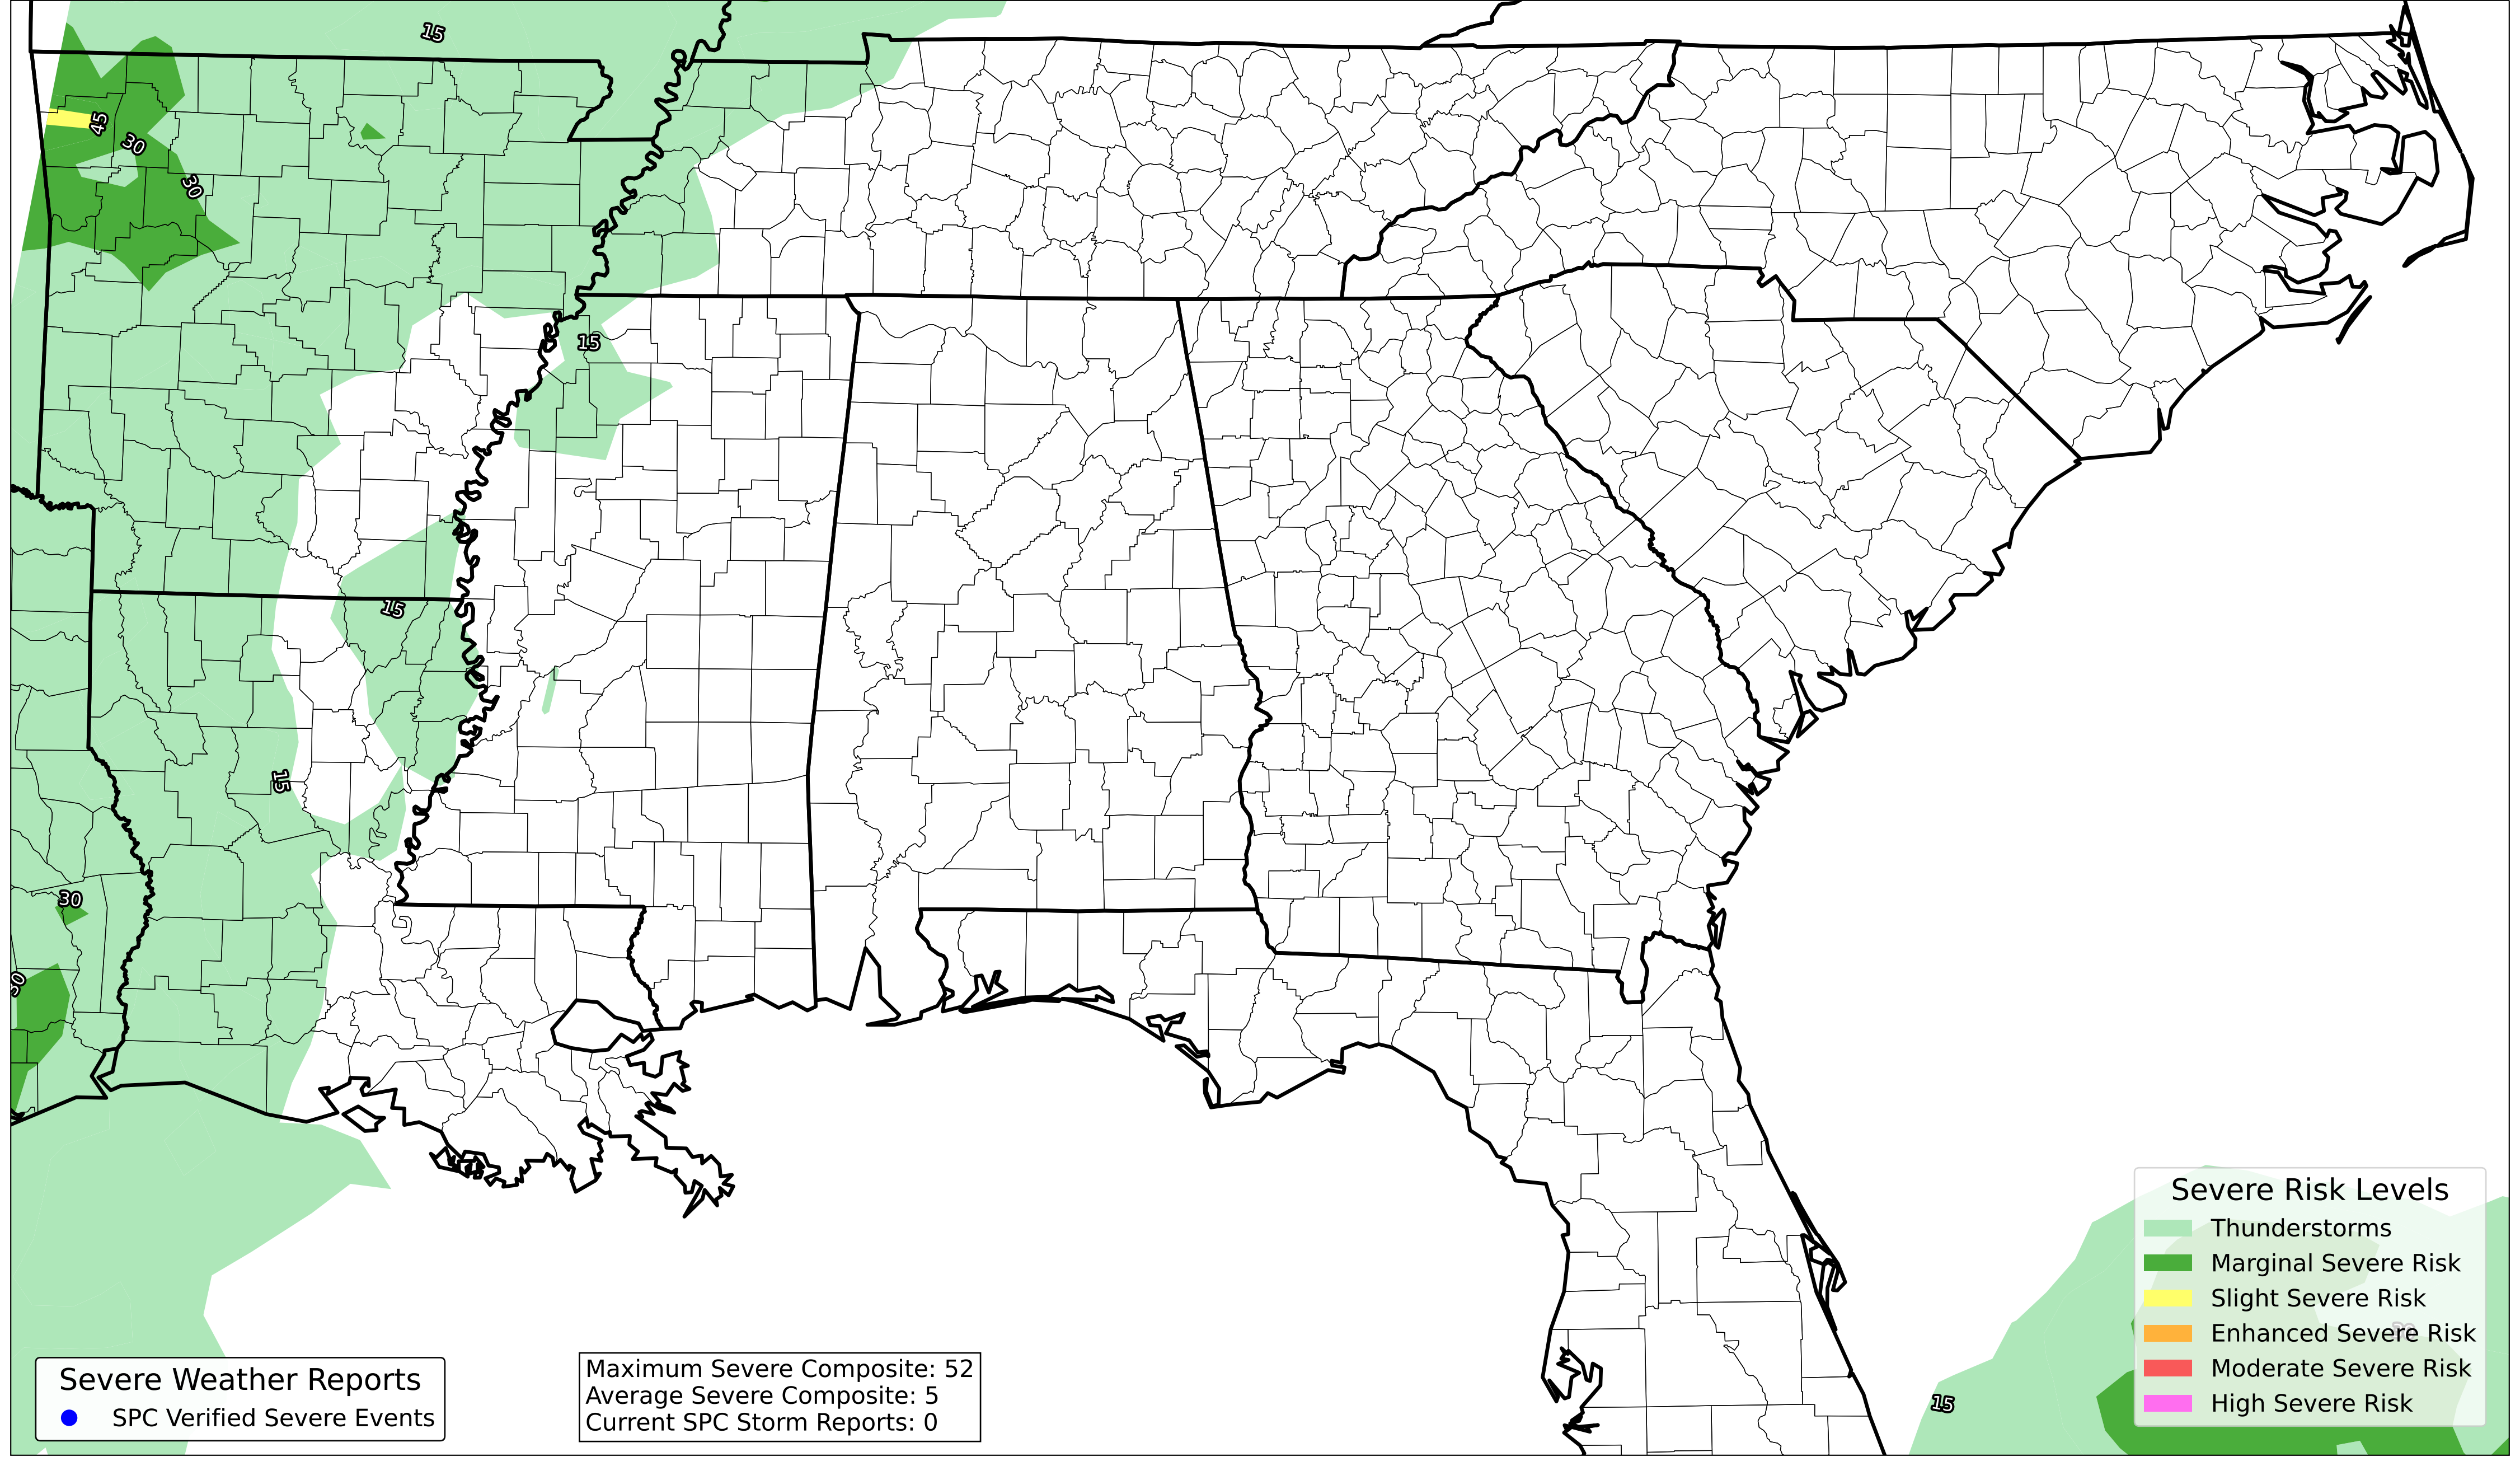 15
45
30
30
15
15
15
30
30
15
Severe Risk Levels
Thunderstorms
Marginal Severe Risk
Slight Severe Risk
Enhanced Severe Risk
Moderate Severe Risk
High Severe Risk
Severe Weather Reports
SPC Verified Severe Events
Maximum Severe Composite: 52
Average Severe Composite: 5
Current SPC Storm Reports: 0